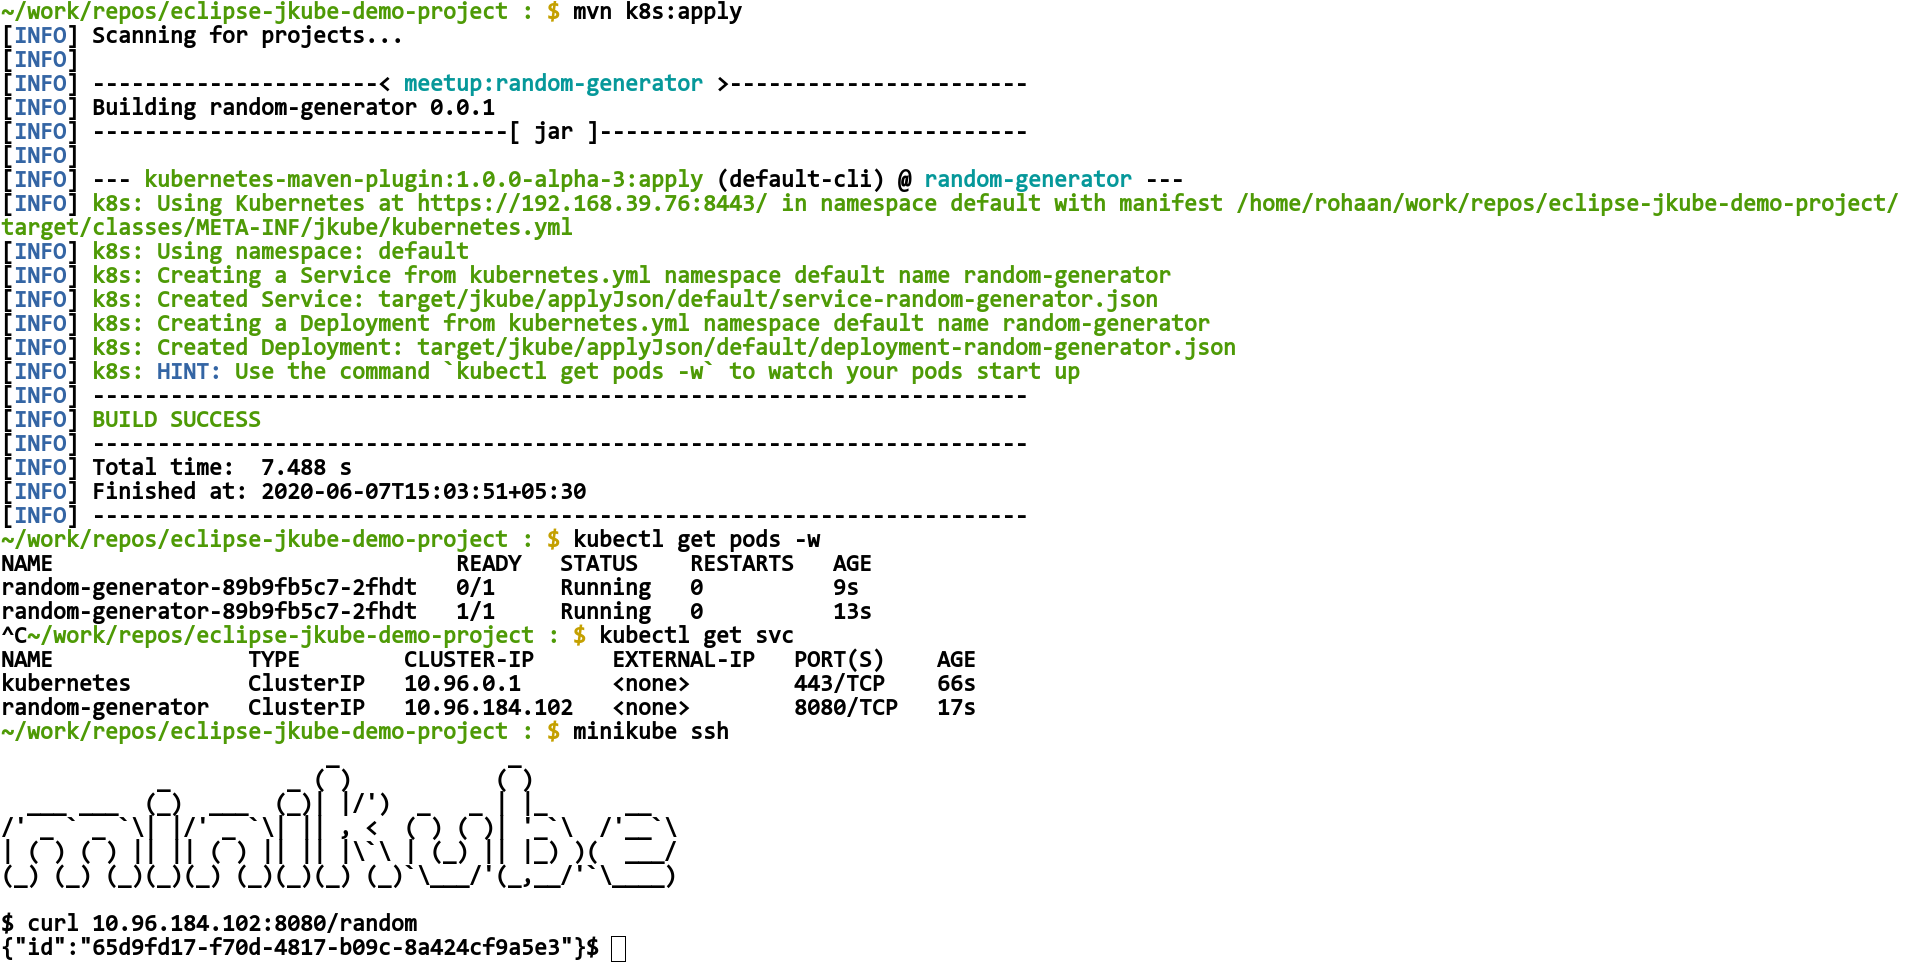 ~/work/repos/eclipse-jkube-demo-project : $ mvn k8s:apply
[INFO] Scanning for projects...
[INFO]
[INFO] ----------------------< meetup:random-generator >-----------------------
[INFO] Building random-generator 0.0.1
[INFO] --------------------------------[ jar ]---------------------------------
[INFO]
[INFO] --- kubernetes-maven-plugin:1.0.0-alpha-3:apply (default-cli) @ random-generator ---
[INFO] k8s: Using Kubernetes at https://192.168.39.76:8443/ in namespace default with manifest /home/rohaan/work/repos/eclipse-jkube-demo-project/
target/classes/META-INF/jkube/kubernetes.yml
[INFO] k8s: Using namespace: default
[INFO] k8s: Creating a Service from kubernetes.yml namespace default name random-generator
[INFO] k8s: Created Service: target/jkube/applyJson/default/service-random-generator.json
[INFO] k8s: Creating a Deployment from kubernetes.yml namespace default name random-generator
[INFO] k8s: Created Deployment: target/jkube/applyJson/default/deployment-random-generator.json
[INFO] k8s: HINT: Use the command `kubectl get pods -w` to watch your pods start up
[INFO] ------------------------------------------------------------------------
[INFO] BUILD SUCCESS
[INFO] ------------------------------------------------------------------------
[INFO] Total time:  7.488 s
[INFO] Finished at: 2020-06-07T15:03:51+05:30
[INFO] ------------------------------------------------------------------------
~/work/repos/eclipse-jkube-demo-project : $ kubectl get pods -w
NAME                               READY   STATUS    RESTARTS   AGE
random-generator-89b9fb5c7-2fhdt   0/1     Running   0          9s
random-generator-89b9fb5c7-2fhdt   1/1     Running   0          13s
^C~/work/repos/eclipse-jkube-demo-project : $ kubectl get svc
NAME               TYPE        CLUSTER-IP      EXTERNAL-IP   PORT(S)    AGE
kubernetes         ClusterIP   10.96.0.1       <none>        443/TCP    66s
random-generator   ClusterIP   10.96.184.102   <none>        8080/TCP   17s
~/work/repos/eclipse-jkube-demo-project : $ minikube ssh
minikube
$ curl 10.96.184.102:8080/random
{"id":"65d9fd17-f70d-4817-b09c-8a424cf9a5e3"}$